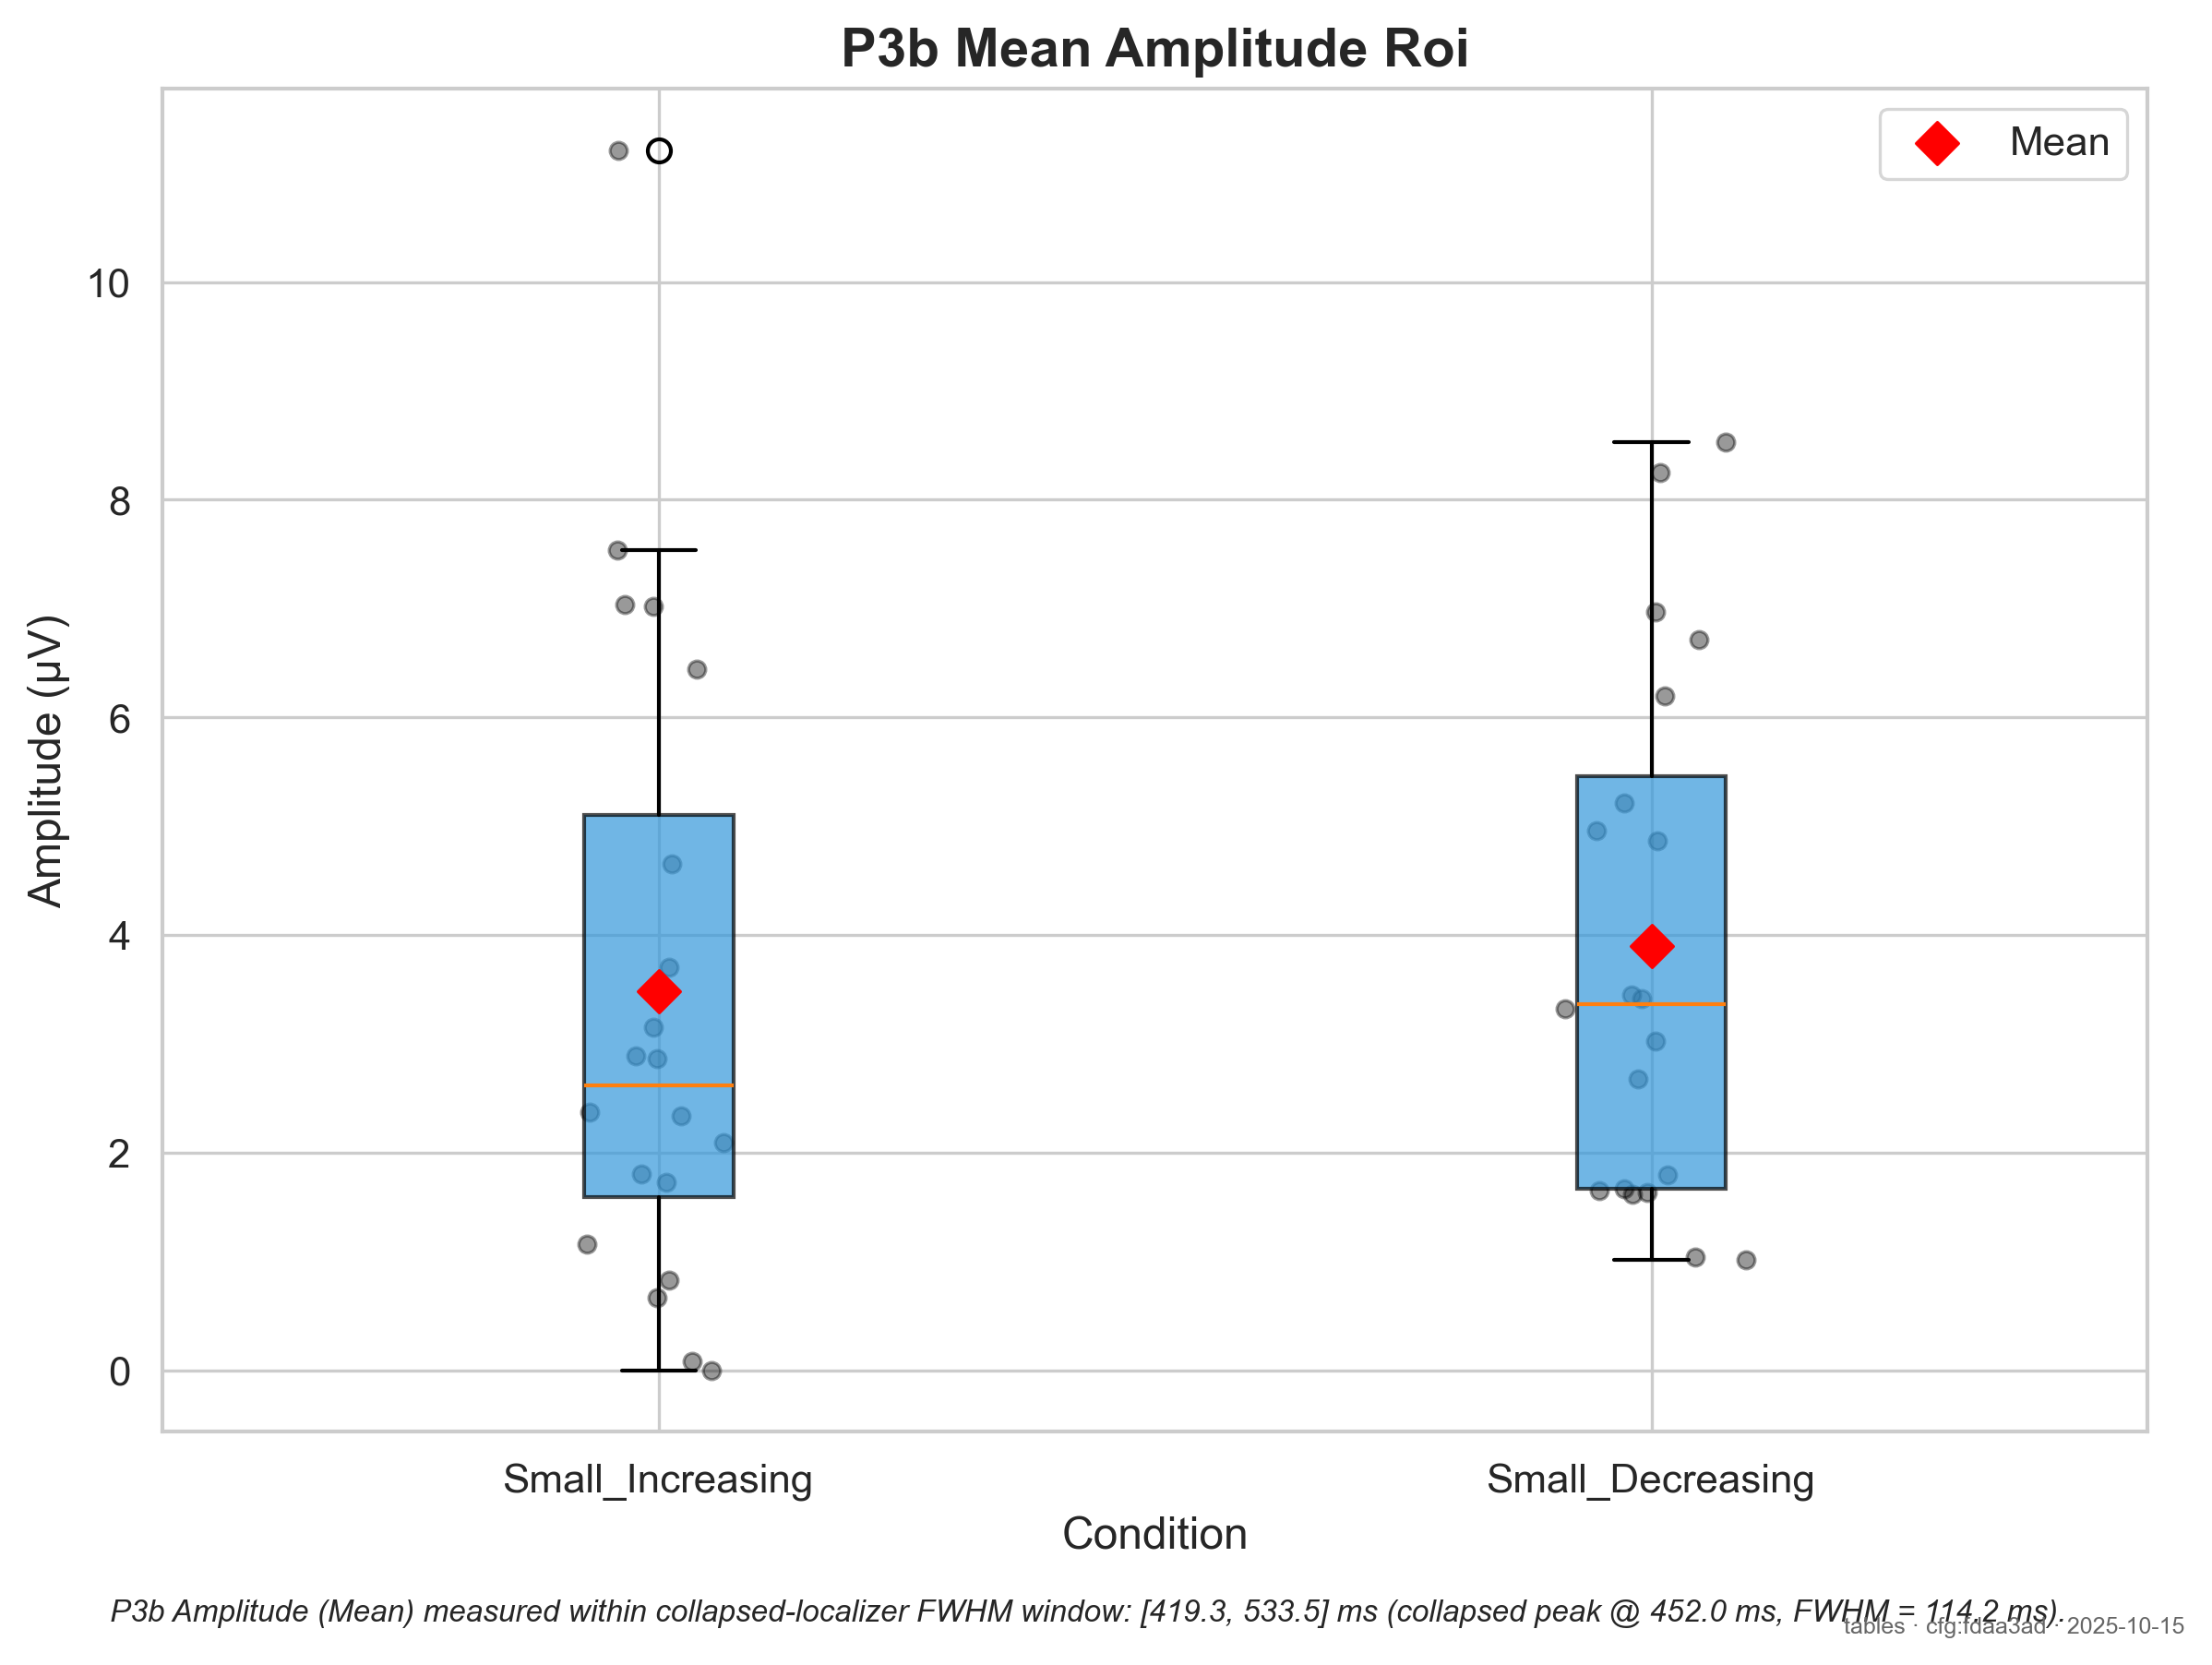 P3b Mean Amplitude Roi
Mean
Amplitude (µV)
10
8
6
4
2
0
Small_Increasing
Small_Decreasing
Condition
P3b Amplitude (Mean) measured within collapsed-localizer FWHM window: [419.3, 533.5] ms (collapsed peak @ 452.0 ms, FWHM = 114.2 ms).
tables · cfg:fdaa3ad · 2025-10-15